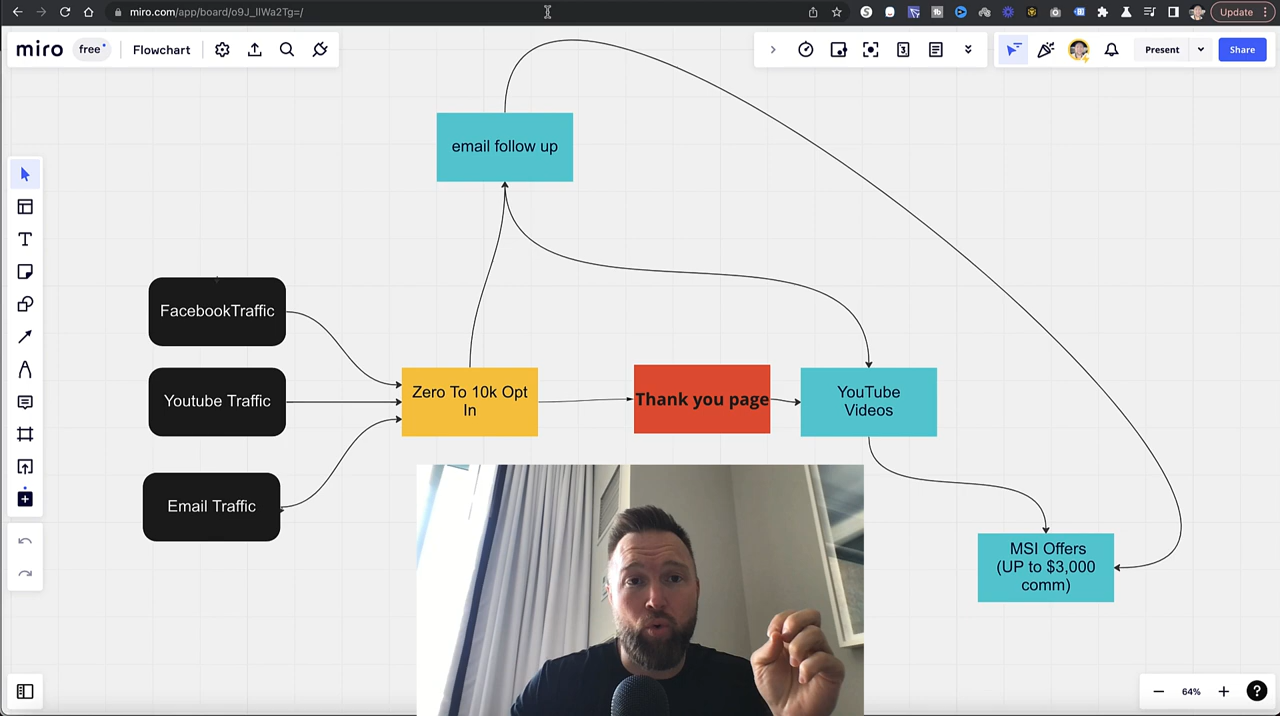 miro.com/app/board/o9J_lIWa2Tg=/
Update
miro
free
Flowchart
3
Present
Share
email follow up
FacebookTraffic
Youtube Traffic
Email Traffic
Zero To 10k Opt
In
Thank you page
YouTube
Videos
MSI Offers
(UP to $3,000
comm)
64%